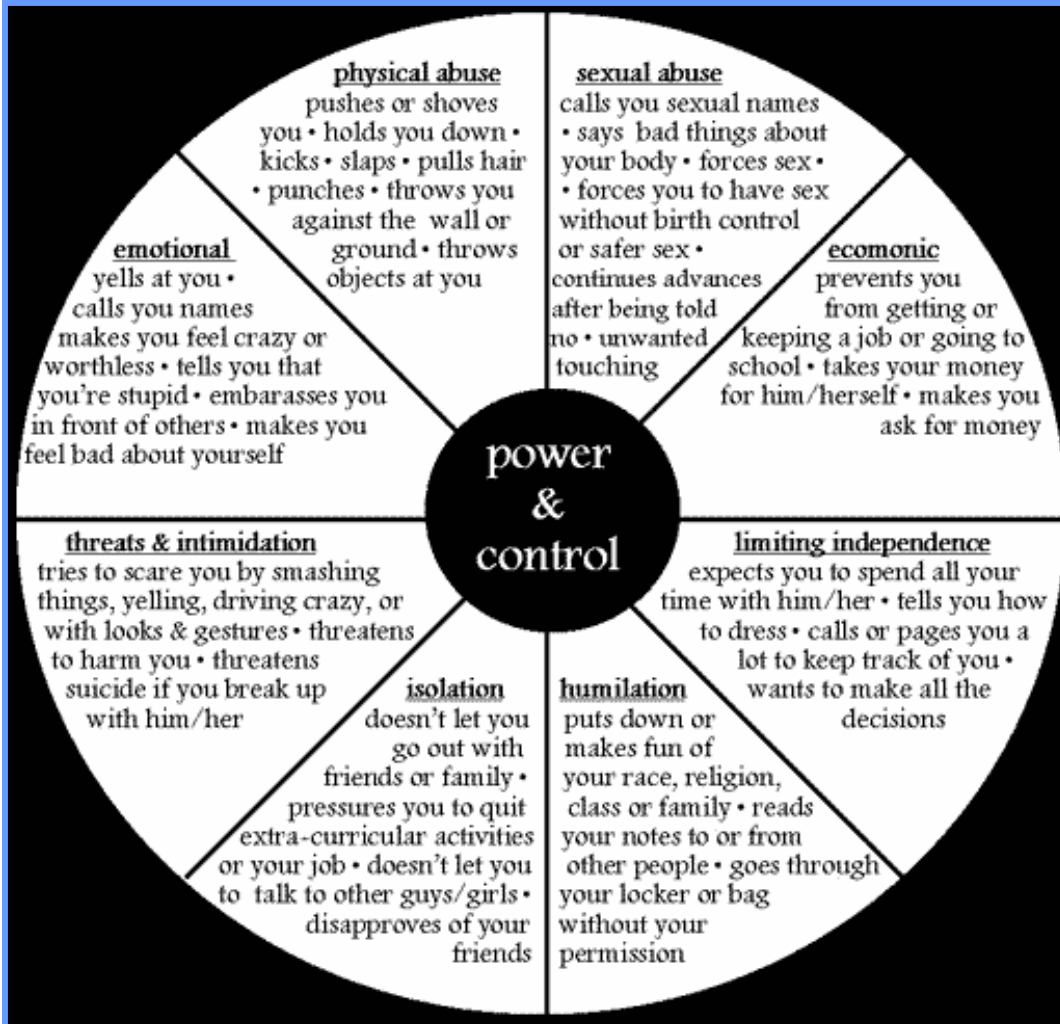 physical abuse
pushes or shoves
you • holds you down •
kicks • slaps • pulls hair
• punches • throws you
against the wall or
ground • throws
objects at you
sexual abuse
calls you sexual names
• says bad things about
your body • forces sex •
• forces you to have sex
without birth control
or safer sex •
continues advances
after being told
no • unwanted
touching
emotional
yells at you •
calls you names
makes you feel crazy or
worthless • tells you that
you're stupid • embarasses you
in front of others • makes you
feel bad about yourself
ecomonic
prevents you
from getting or
keeping a job or going to
school • takes your money
for him/herself • makes you
ask for money
power
&
control
threats & intimidation
tries to scare you by smashing
things, yelling, driving crazy, or
with looks & gestures • threatens
to harm you • threatens
suicide if you break up
with him/her
limiting independence
expects you to spend all your
time with him/her • tells you how
to dress • calls or pages you a
lot to keep track of you •
wants to make all the
decisions
isolation
doesn't let you
go out with
friends or family •
pressures you to quit
extra-curricular activities
or your job • doesn't let you
to talk to other guys/girls •
disapproves of your
friends
humilation
puts down or
makes fun of
your race, religion,
class or family • reads
your notes to or from
other people • goes through
your locker or bag
without your
permission